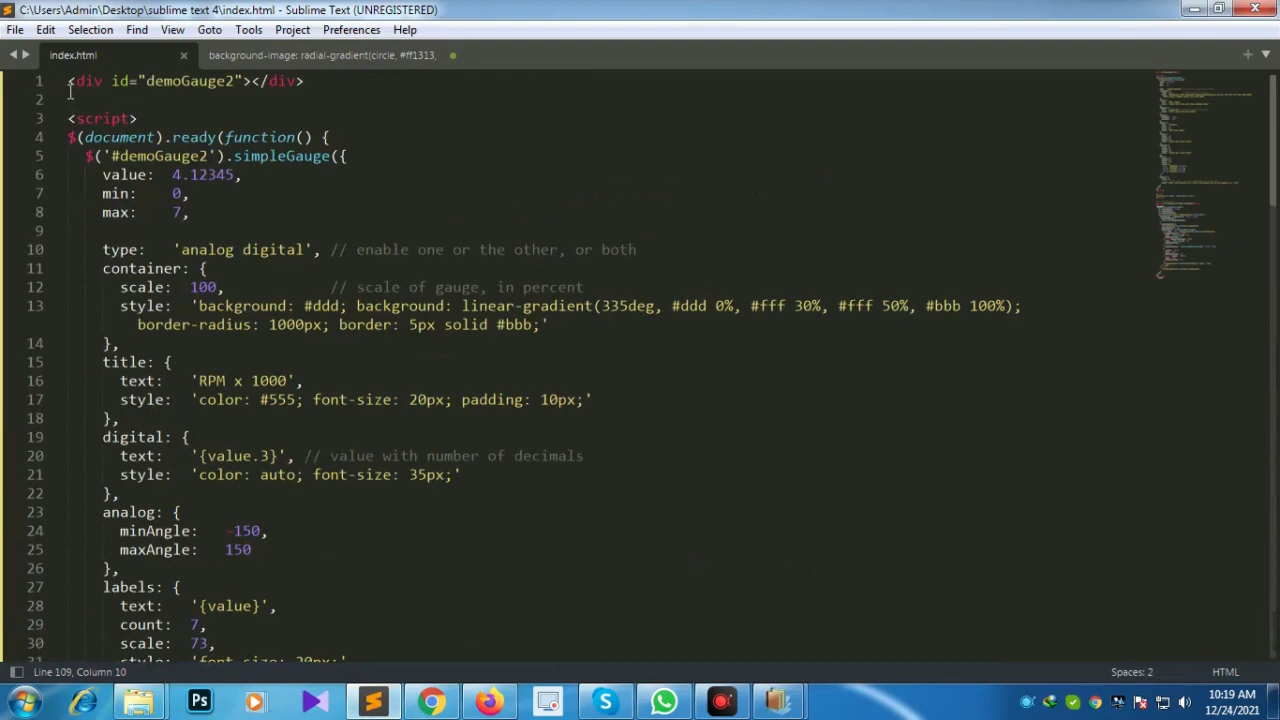 C:\Users\Admin\Desktop\sublime text 4\index.html - Sublime Text (UNREGISTERED)
File Edit Selection Find View Goto Tools Project Preferences Help
index.html
background-image: radial-gradient(circle, #ff1313,
1 <div id="demoGauge2"></div>
2
3 <script>
4 $(document).ready(function() {
5 $('#demoGauge2').simpleGauge({
6 value: 4.12345,
7 min: 0,
8 max: 7,
9
10 type: 'analog digital', // enable one or the other, or both
11 container: {
12 scale: 100, // scale of gauge, in percent
13 style: 'background: #ddd; background: linear-gradient(335deg, #ddd 0%, #fff 30%, #fff 50%, #bbb 100%);
border-radius: 1000px; border: 5px solid #bbb;'
14 },
15 title: {
16 text: 'RPM x 1000',
17 style: 'color: #555; font-size: 20px; padding: 10px;'
18 },
19 digital: {
20 text: '{value.3}', // value with number of decimals
21 style: 'color: auto; font-size: 35px;'
22 },
23 analog: {
24 minAngle: -150,
25 maxAngle: 150
26 },
27 labels: {
28 text: '{value}',
29 count: 7,
30 scale: 73,
31 style: 'font-size: 20px;'
Line 109, Column 10
Spaces: 2
HTML
Ps
10:19 AM
12/24/2021